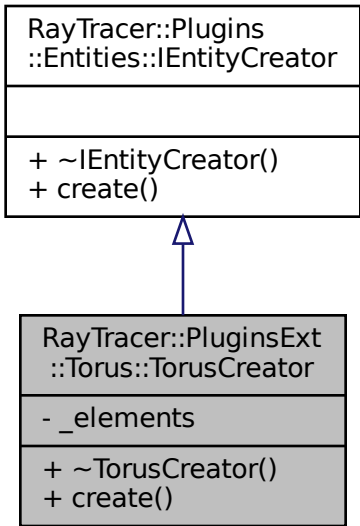 RayTracer::Plugins
::Entities::IEntityCreator
+ ~IEntityCreator()
+ create()
RayTracer::PluginsExt
::Torus::TorusCreator
- _elements
+ ~TorusCreator()
+ create()